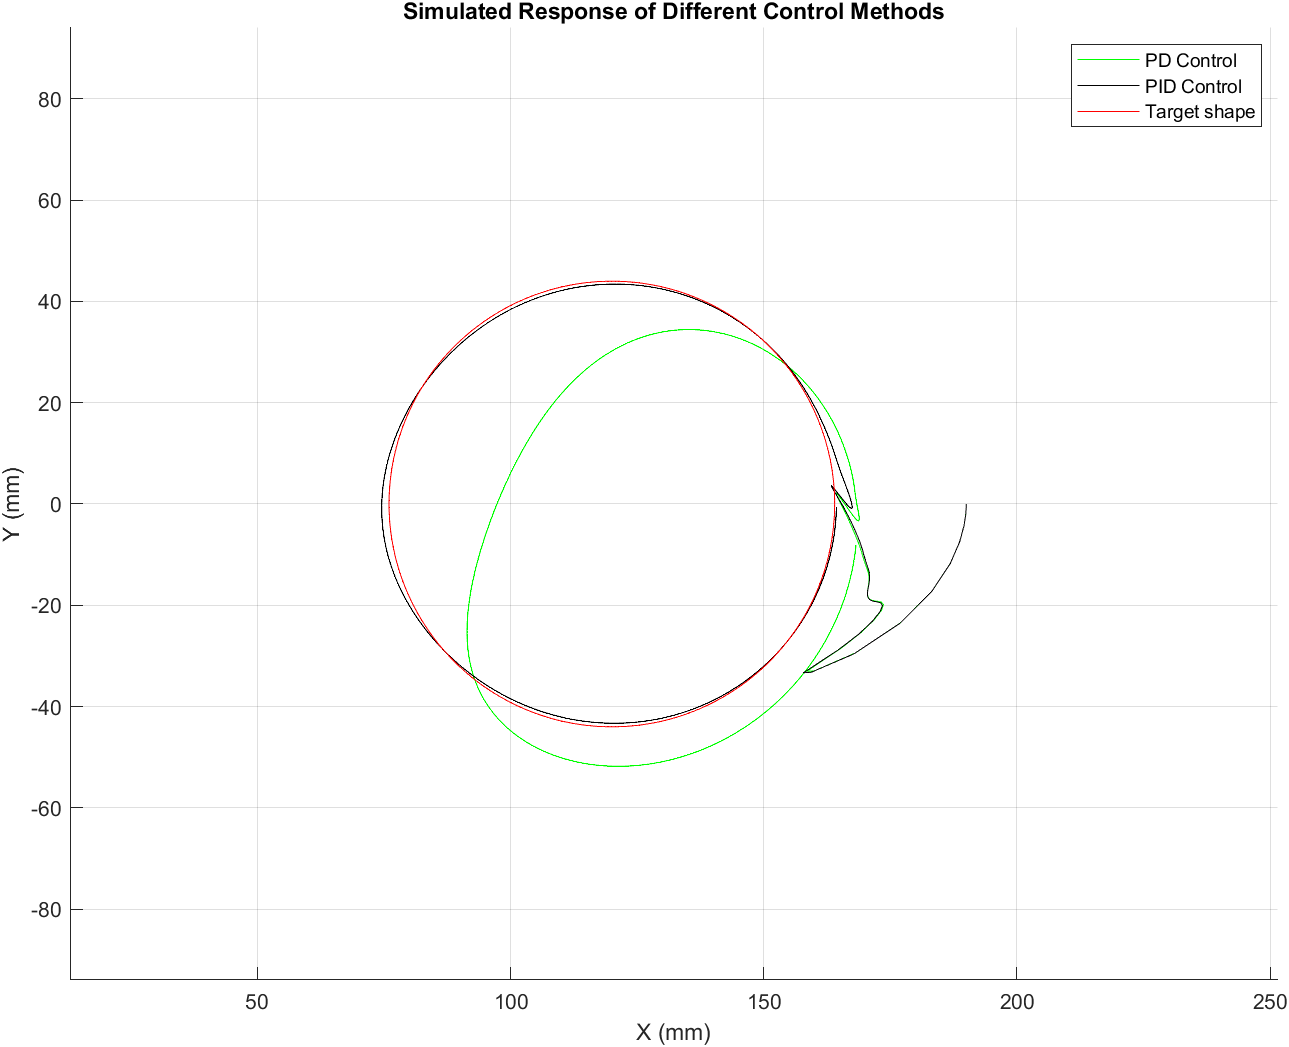 Simulated Response of Different Control Methods
PD Control
PID Control
Target shape
80
60
40
20
0
-20
-40
-60
-80
Y (mm)
50
100
150
200
250
X (mm)